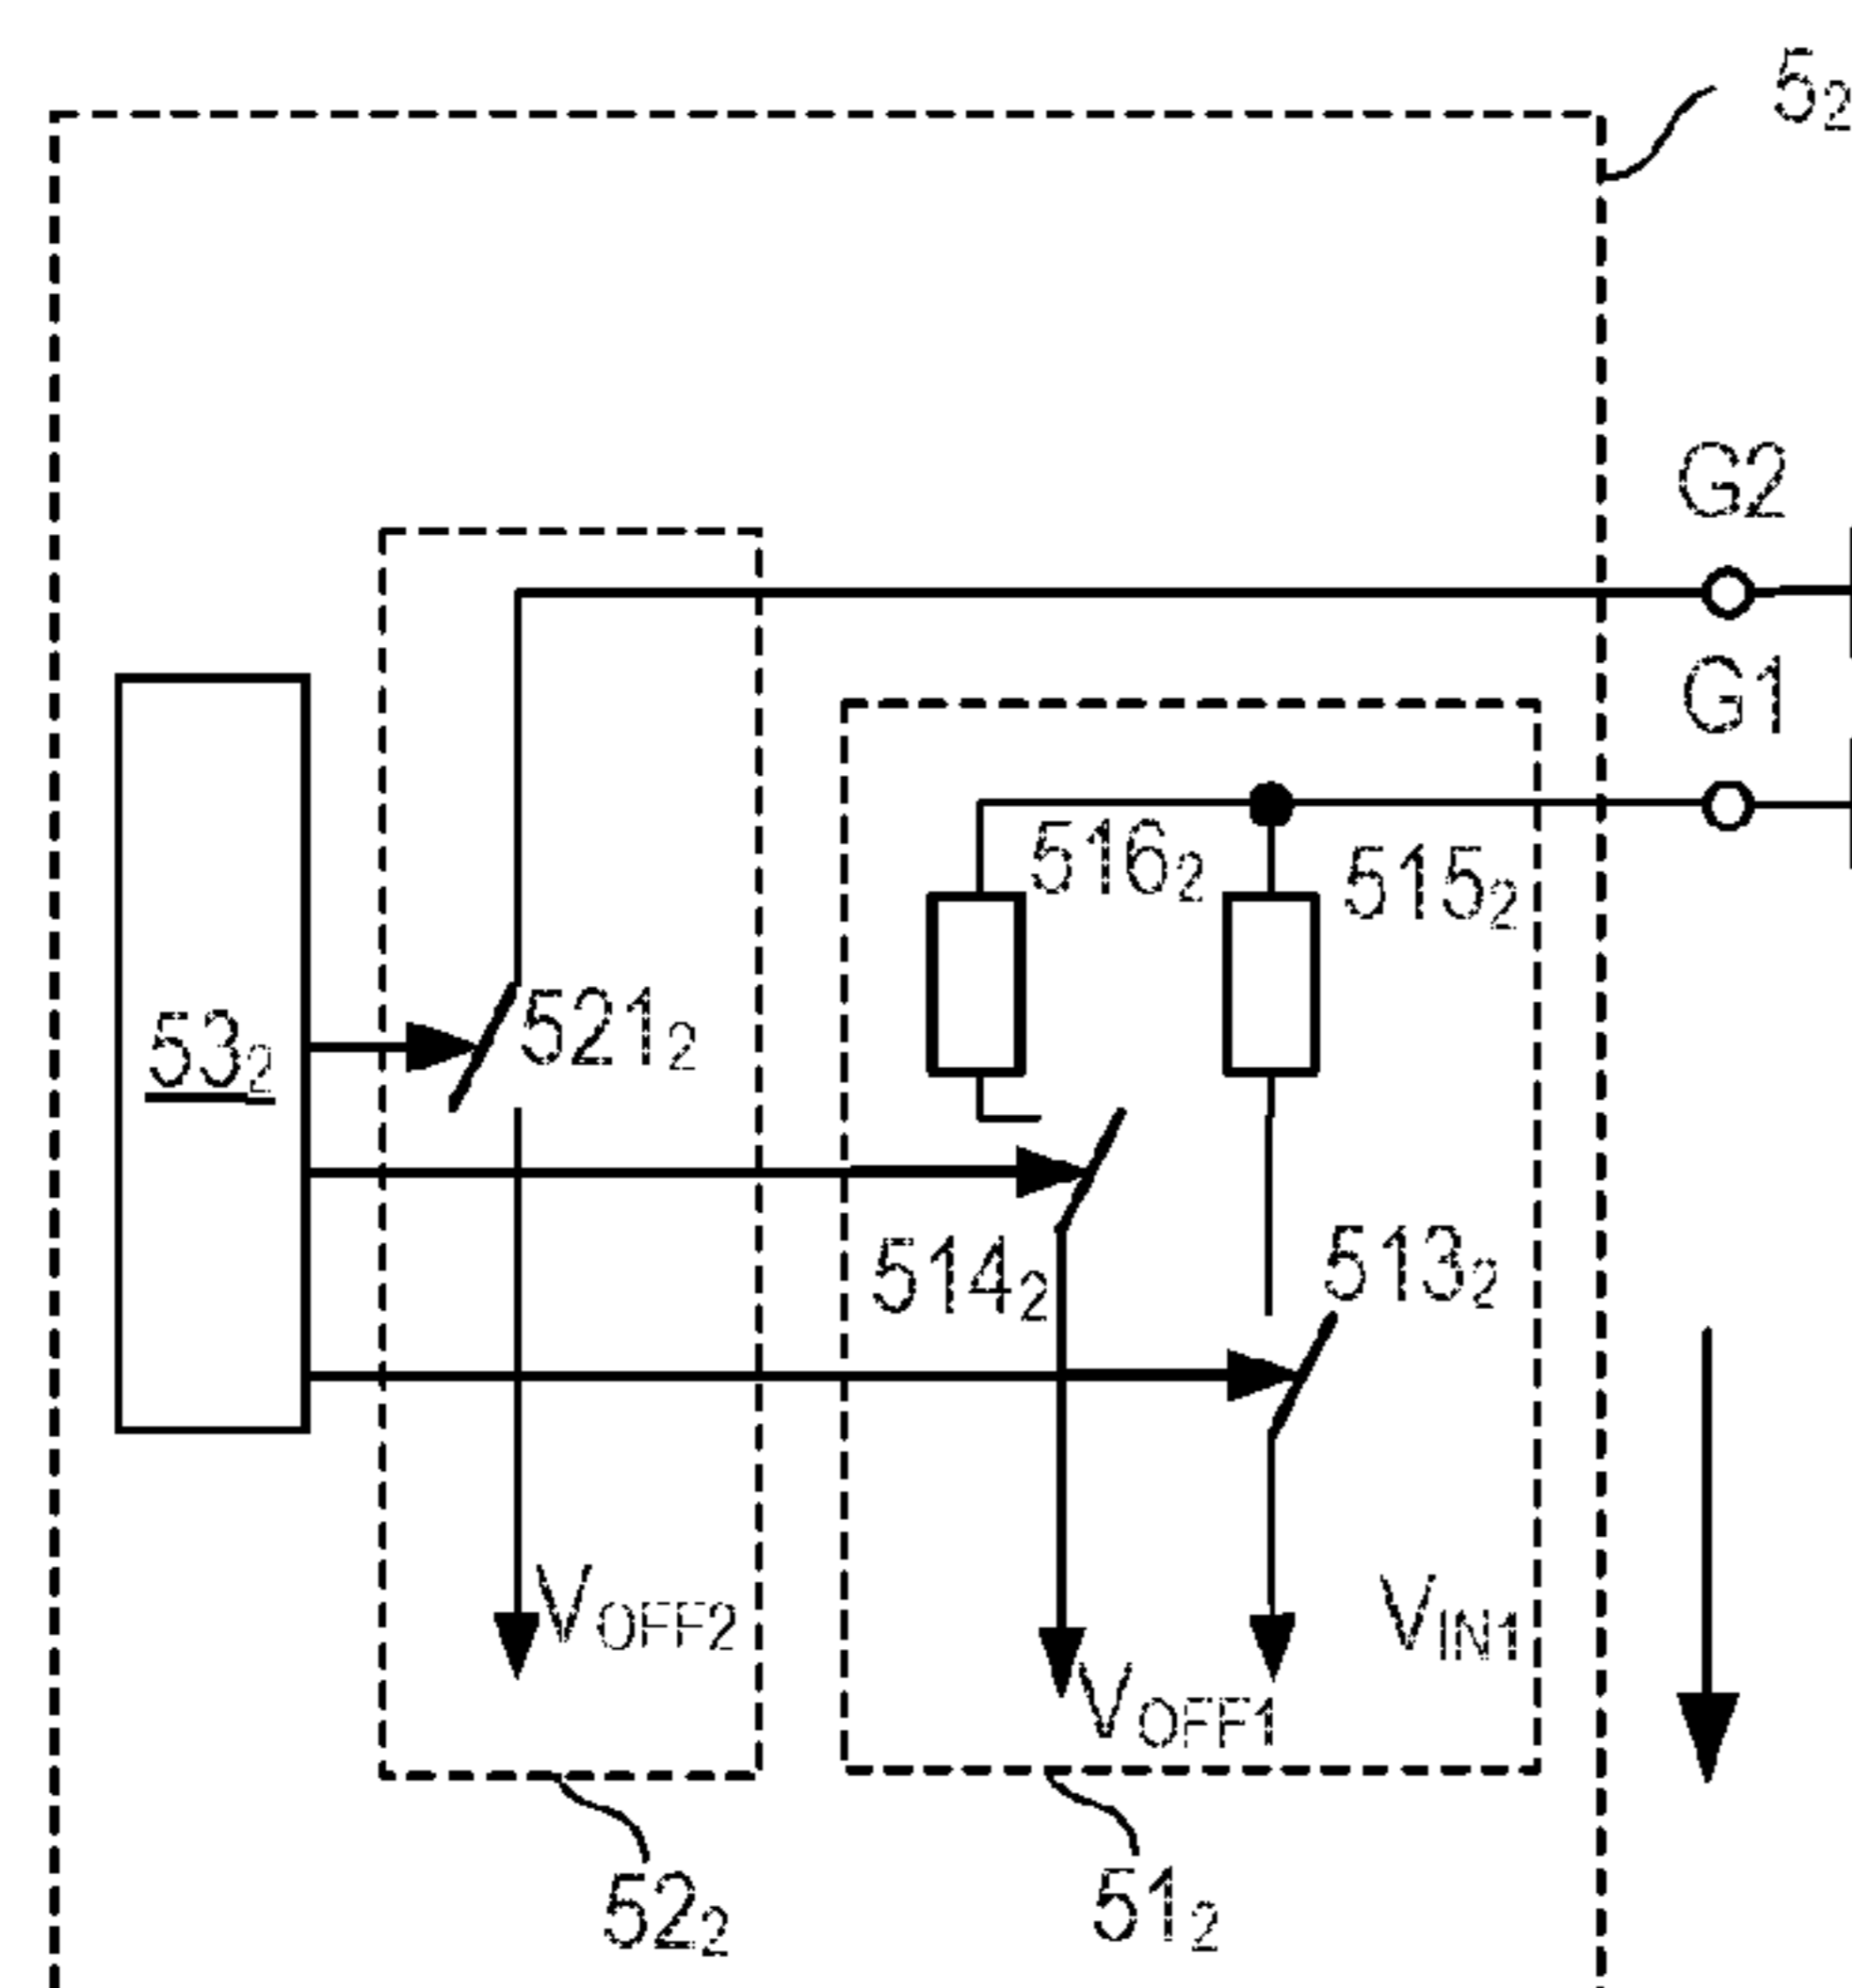 5₂
G2
G1
516₂
515₂
53₂
521₂
514₂
513₂
V_OFF2
V_IN1
V_OFF1
52₂
51₂